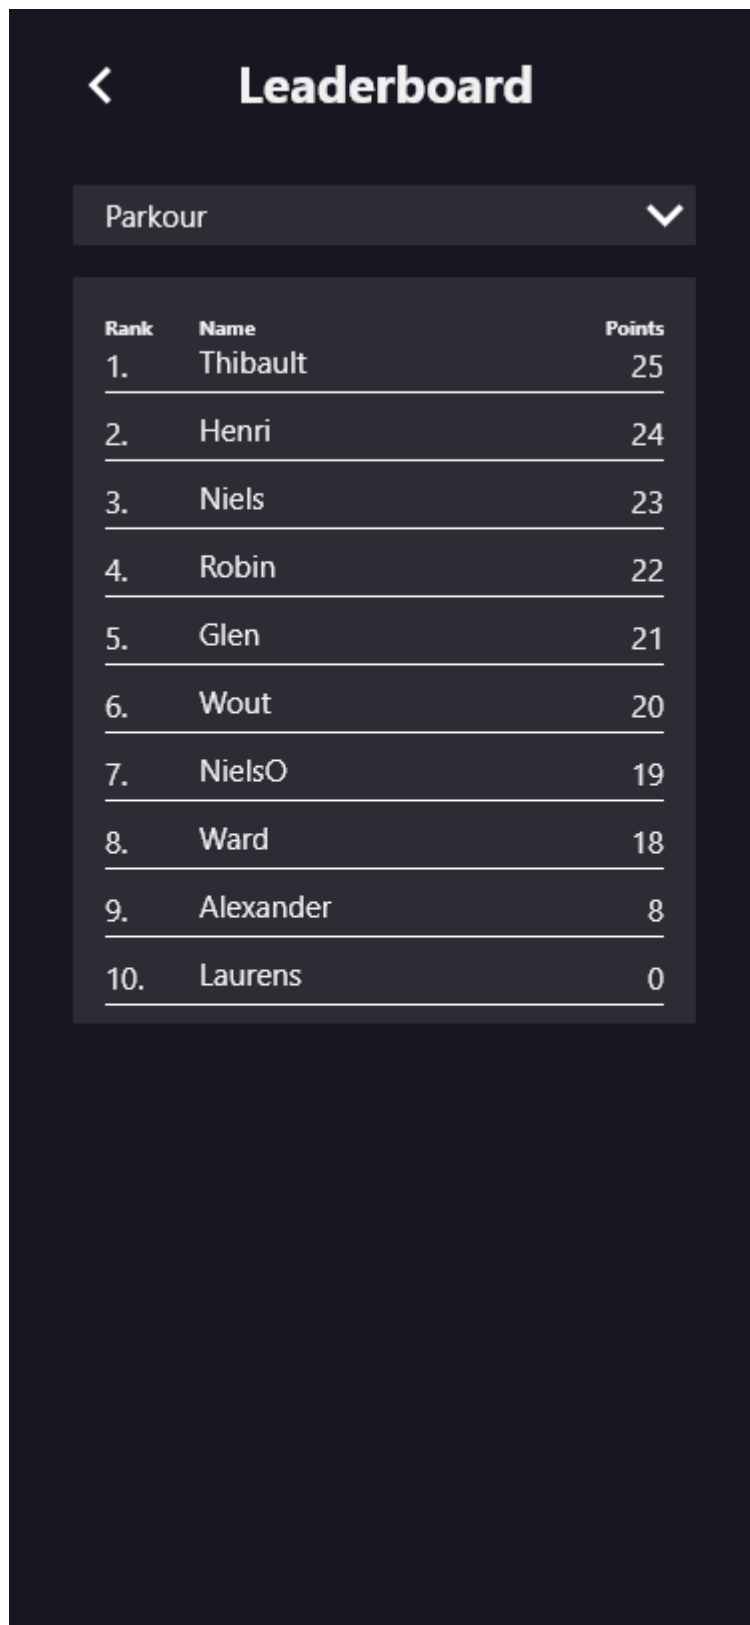 Leaderboard
Parkour
Rank Name Points
1. Thibault 25
2. Henri 24
3. Niels 23
4. Robin 22
5. Glen 21
6. Wout 20
7. NielsO 19
8. Ward 18
9. Alexander 8
10. Laurens 0